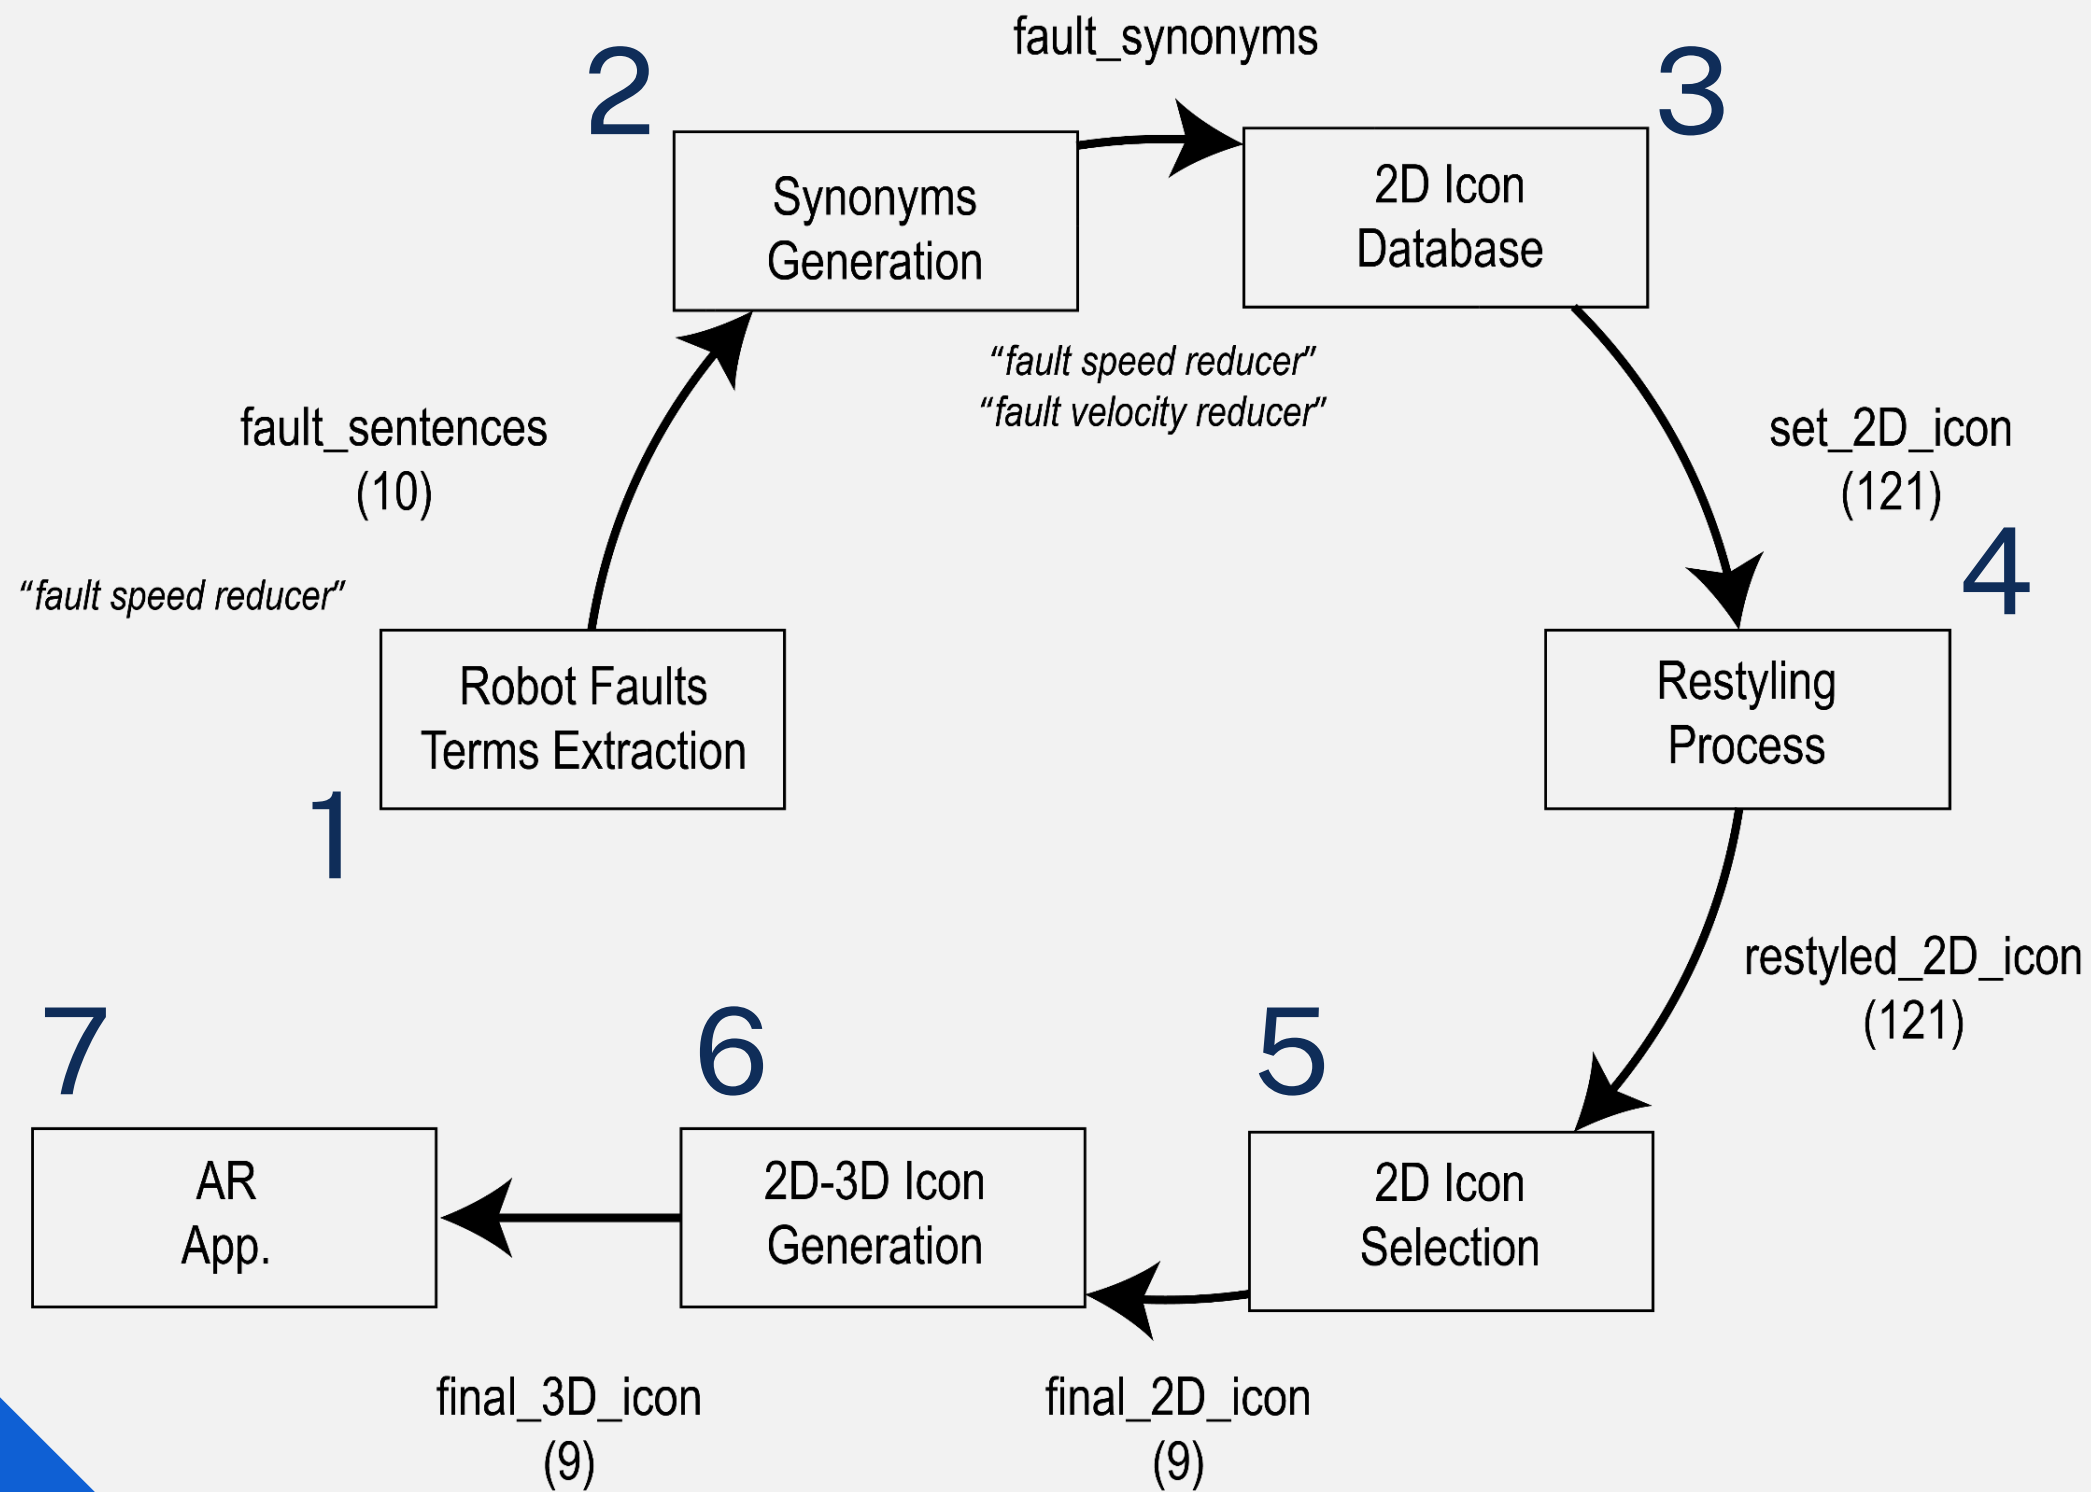 fault_synonyms
2
3
Synonyms
Generation
2D Icon
Database
“fault speed reducer”
“fault velocity reducer”
fault_sentences
(10)
set_2D_icon
(121)
4
“fault speed reducer”
Robot Faults
Terms Extraction
1
Restyling
Process
restyled_2D_icon
(121)
7
6
5
AR
App.
2D-3D Icon
Generation
2D Icon
Selection
final_3D_icon
(9)
final_2D_icon
(9)